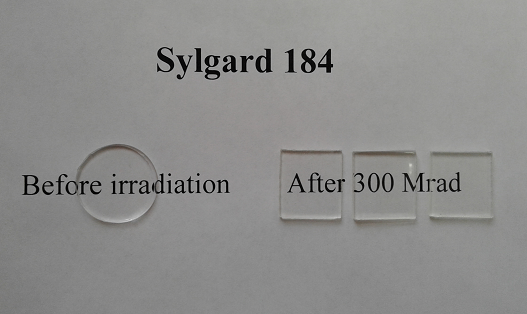 Sylgard 184
Before irradiation
After 300 Mrad